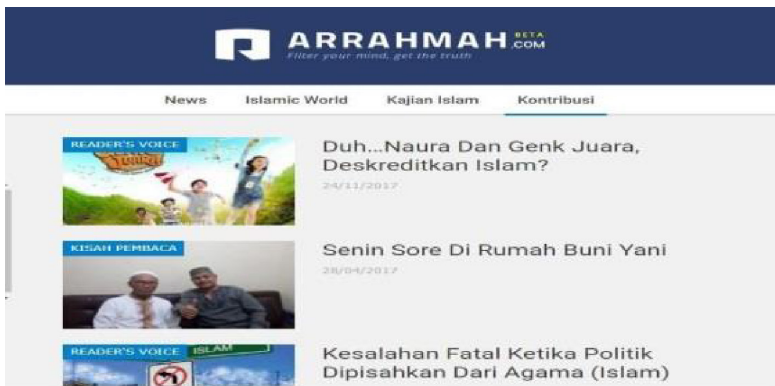 ARRAHMAH
BETA
.COM
Filter your mind, get the truth
News Islamic World Kajian Islam Kontribusi
READER'S VOICE
Duh...Naura Dan Genk Juara,
Deskreditkan Islam?
24/11/2017
KISAH PEMBACA
Senin Sore Di Rumah Buni Yani
28/04/2017
READER'S VOICE
ISLAM
Kesalahan Fatal Ketika Politik
Dipisahkan Dari Agama (Islam)